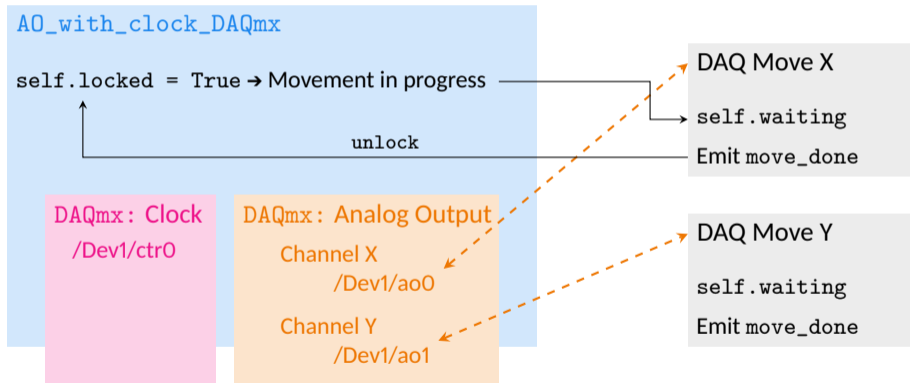 AO_with_clock_DAQmx
self.locked = True → Movement in progress
unlock
DAQmx: Clock
/Dev1/ctr0
DAQmx: Analog Output
Channel X
/Dev1/ao0
Channel Y
/Dev1/ao1
DAQ Move X
self.waiting
Emit move_done
DAQ Move Y
self.waiting
Emit move_done